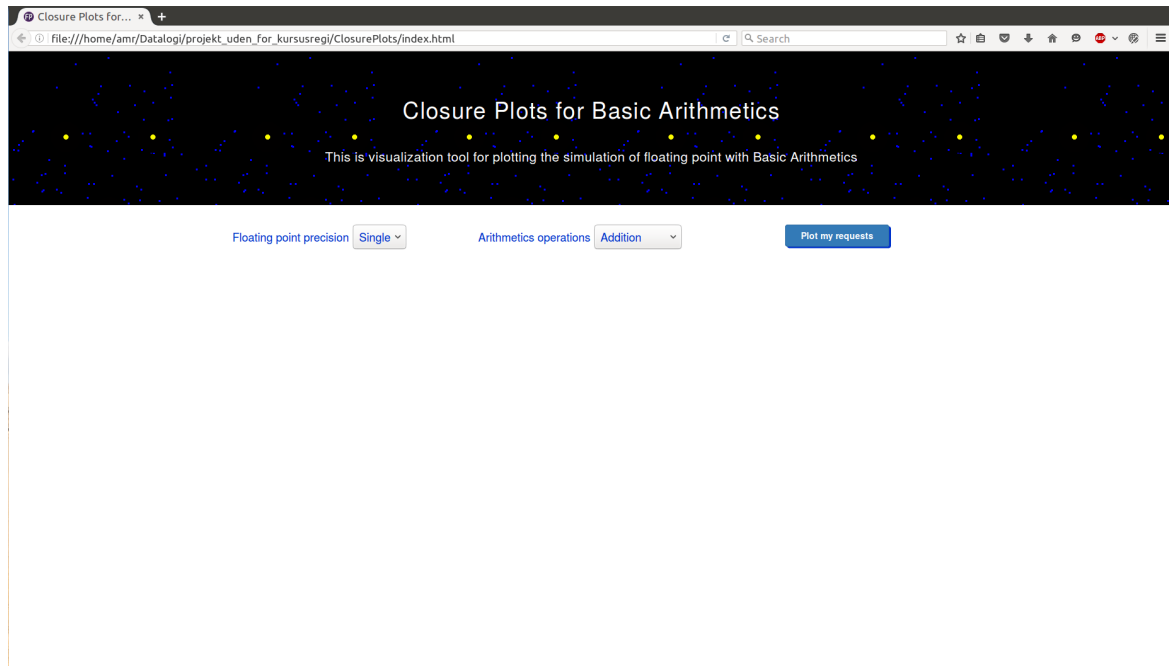 Closure Plots for...
file:///home/amr/Datalogi/projekt_uden_for_kursusregi/ClosurePlots/index.html
Search
ABP
Closure Plots for Basic Arithmetics
This is visualization tool for plotting the simulation of floating point with Basic Arithmetics
Floating point precision Single Arithmetics operations Addition Plot my requests